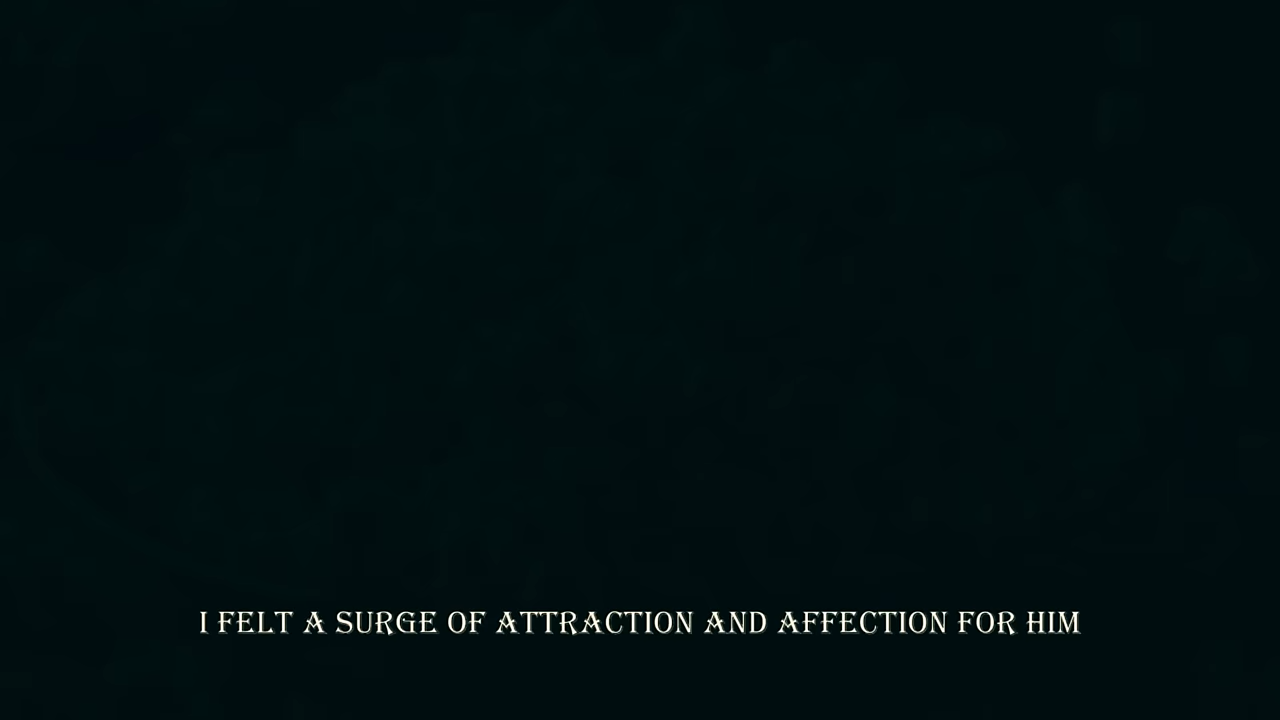 I FELT A SURGE OF ATTRACTION AND AFFECTION FOR HIM